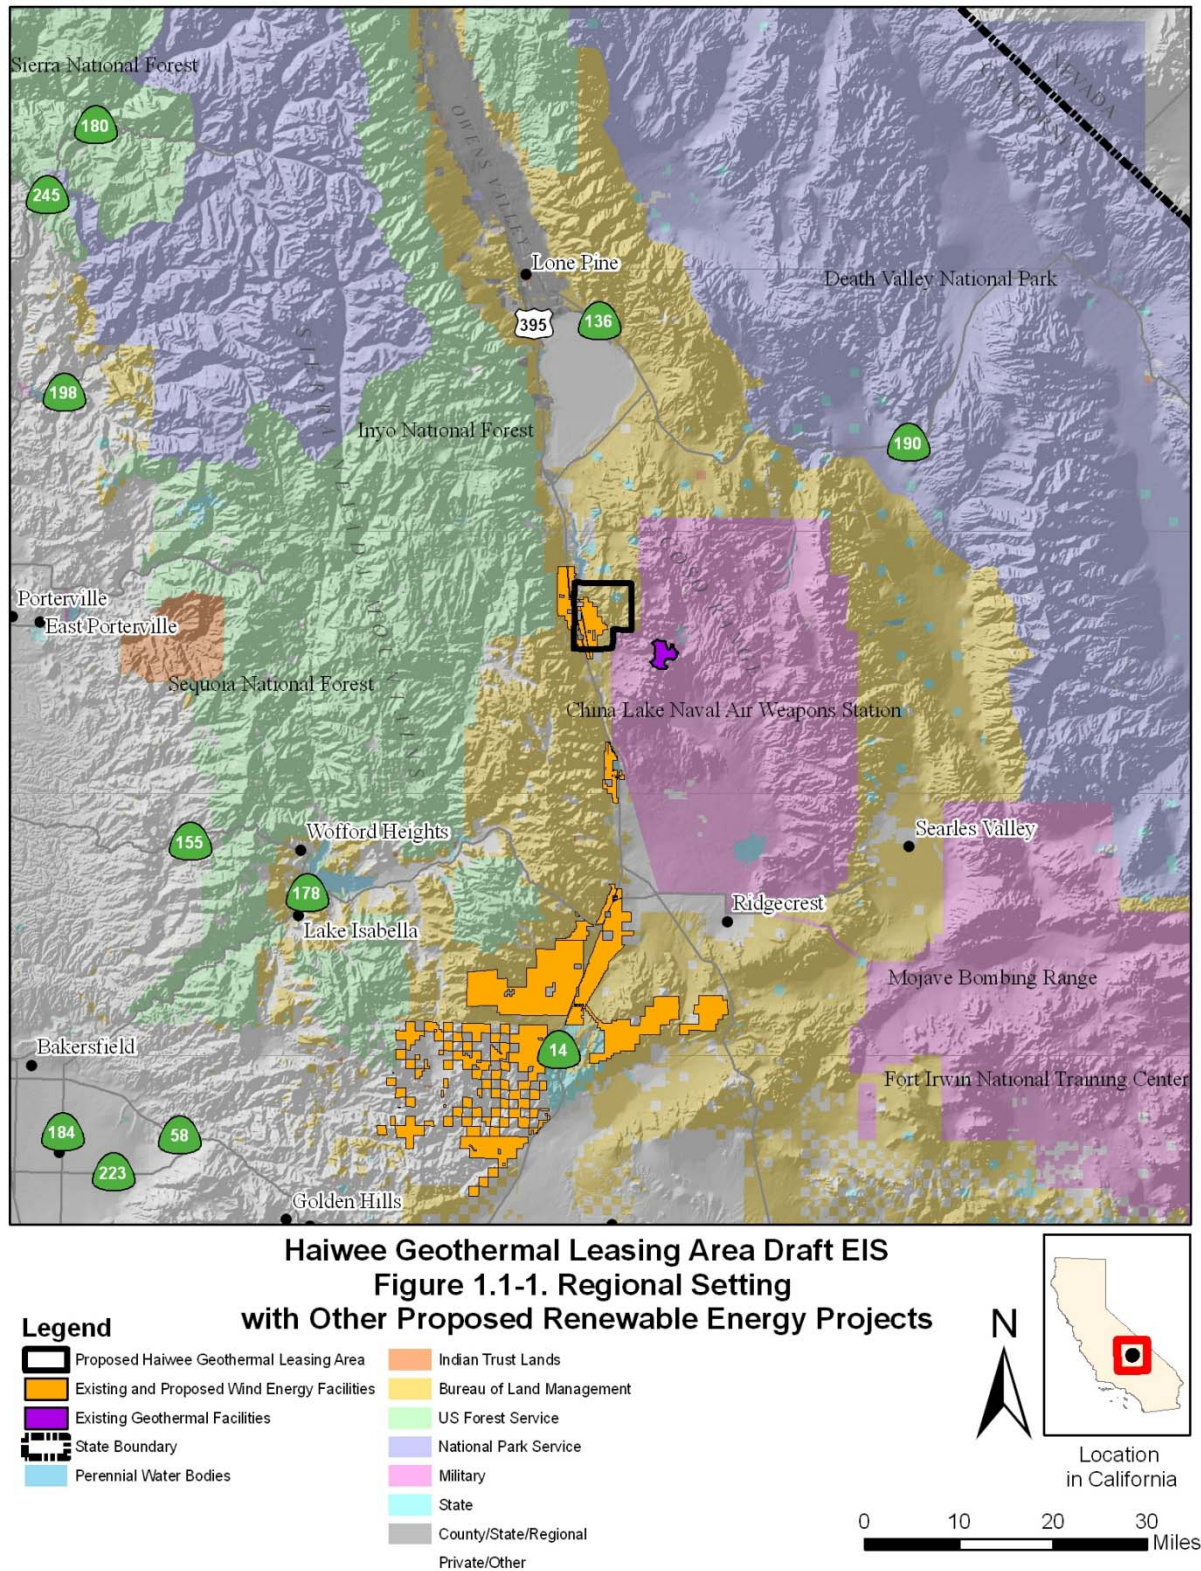 Sierra National Forest
180
245
NEVADA
CALIFORNIA
OWENS VALLEY
Lone Pine
Death Valley National Park
395
136
198
SIERRA NEVADA MOUNTAINS
Inyo National Forest
190
COSO RANGE
Porterville
East Porterville
Sequoia National Forest
China Lake Naval Air Weapons Station
155
Wofford Heights
Searles Valley
178
Lake Isabella
Ridgecrest
Mojave Bombing Range
Bakersfield
14
Fort Irwin National Training Center
184
58
223
Golden Hills
Haiwee Geothermal Leasing Area Draft EIS
Figure 1.1-1. Regional Setting
with Other Proposed Renewable Energy Projects
Legend
Proposed Haiwee Geothermal Leasing Area
Existing and Proposed Wind Energy Facilities
Existing Geothermal Facilities
State Boundary
Perennial Water Bodies
Indian Trust Lands
Bureau of Land Management
US Forest Service
National Park Service
Military
State
County/State/Regional
Private/Other
N
Location
in California
0 10 20 30
Miles